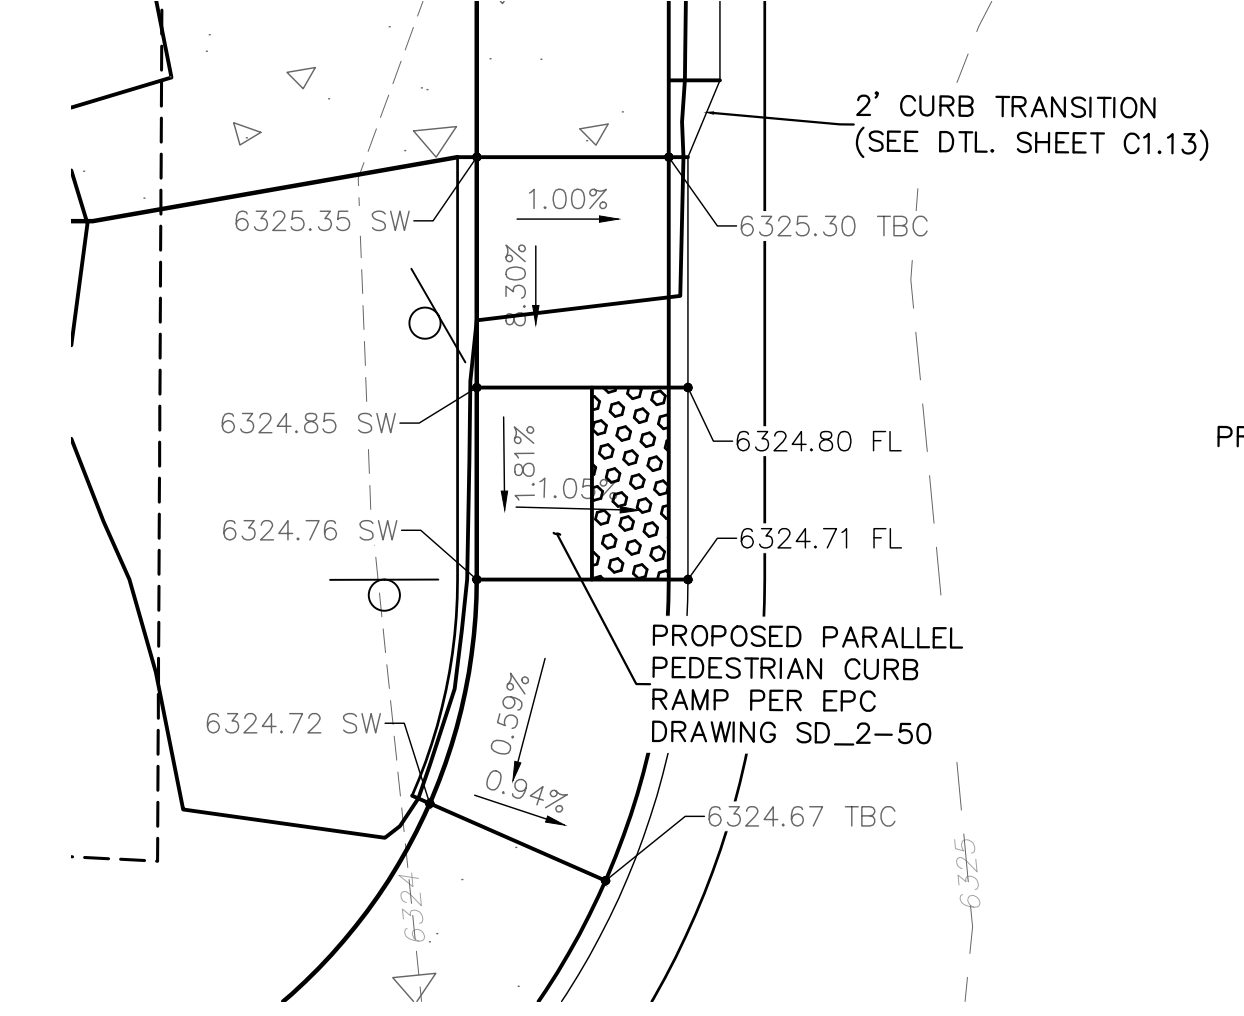 2' CURB TRANSITION
(SEE DTL. SHEET C1.13)
1.00%
6325.35 SW
6325.30 TBC
8.30%
6324.85 SW
6324.80 FL
PR
1.81%
1.05%
6324.76 SW
6324.71 FL
PROPOSED PARALLEL
PEDESTRIAN CURB
RAMP PER EPC
DRAWING SD_2-50
0.59%
6324.72 SW
0.94%
6324.67 TBC
6324
6325